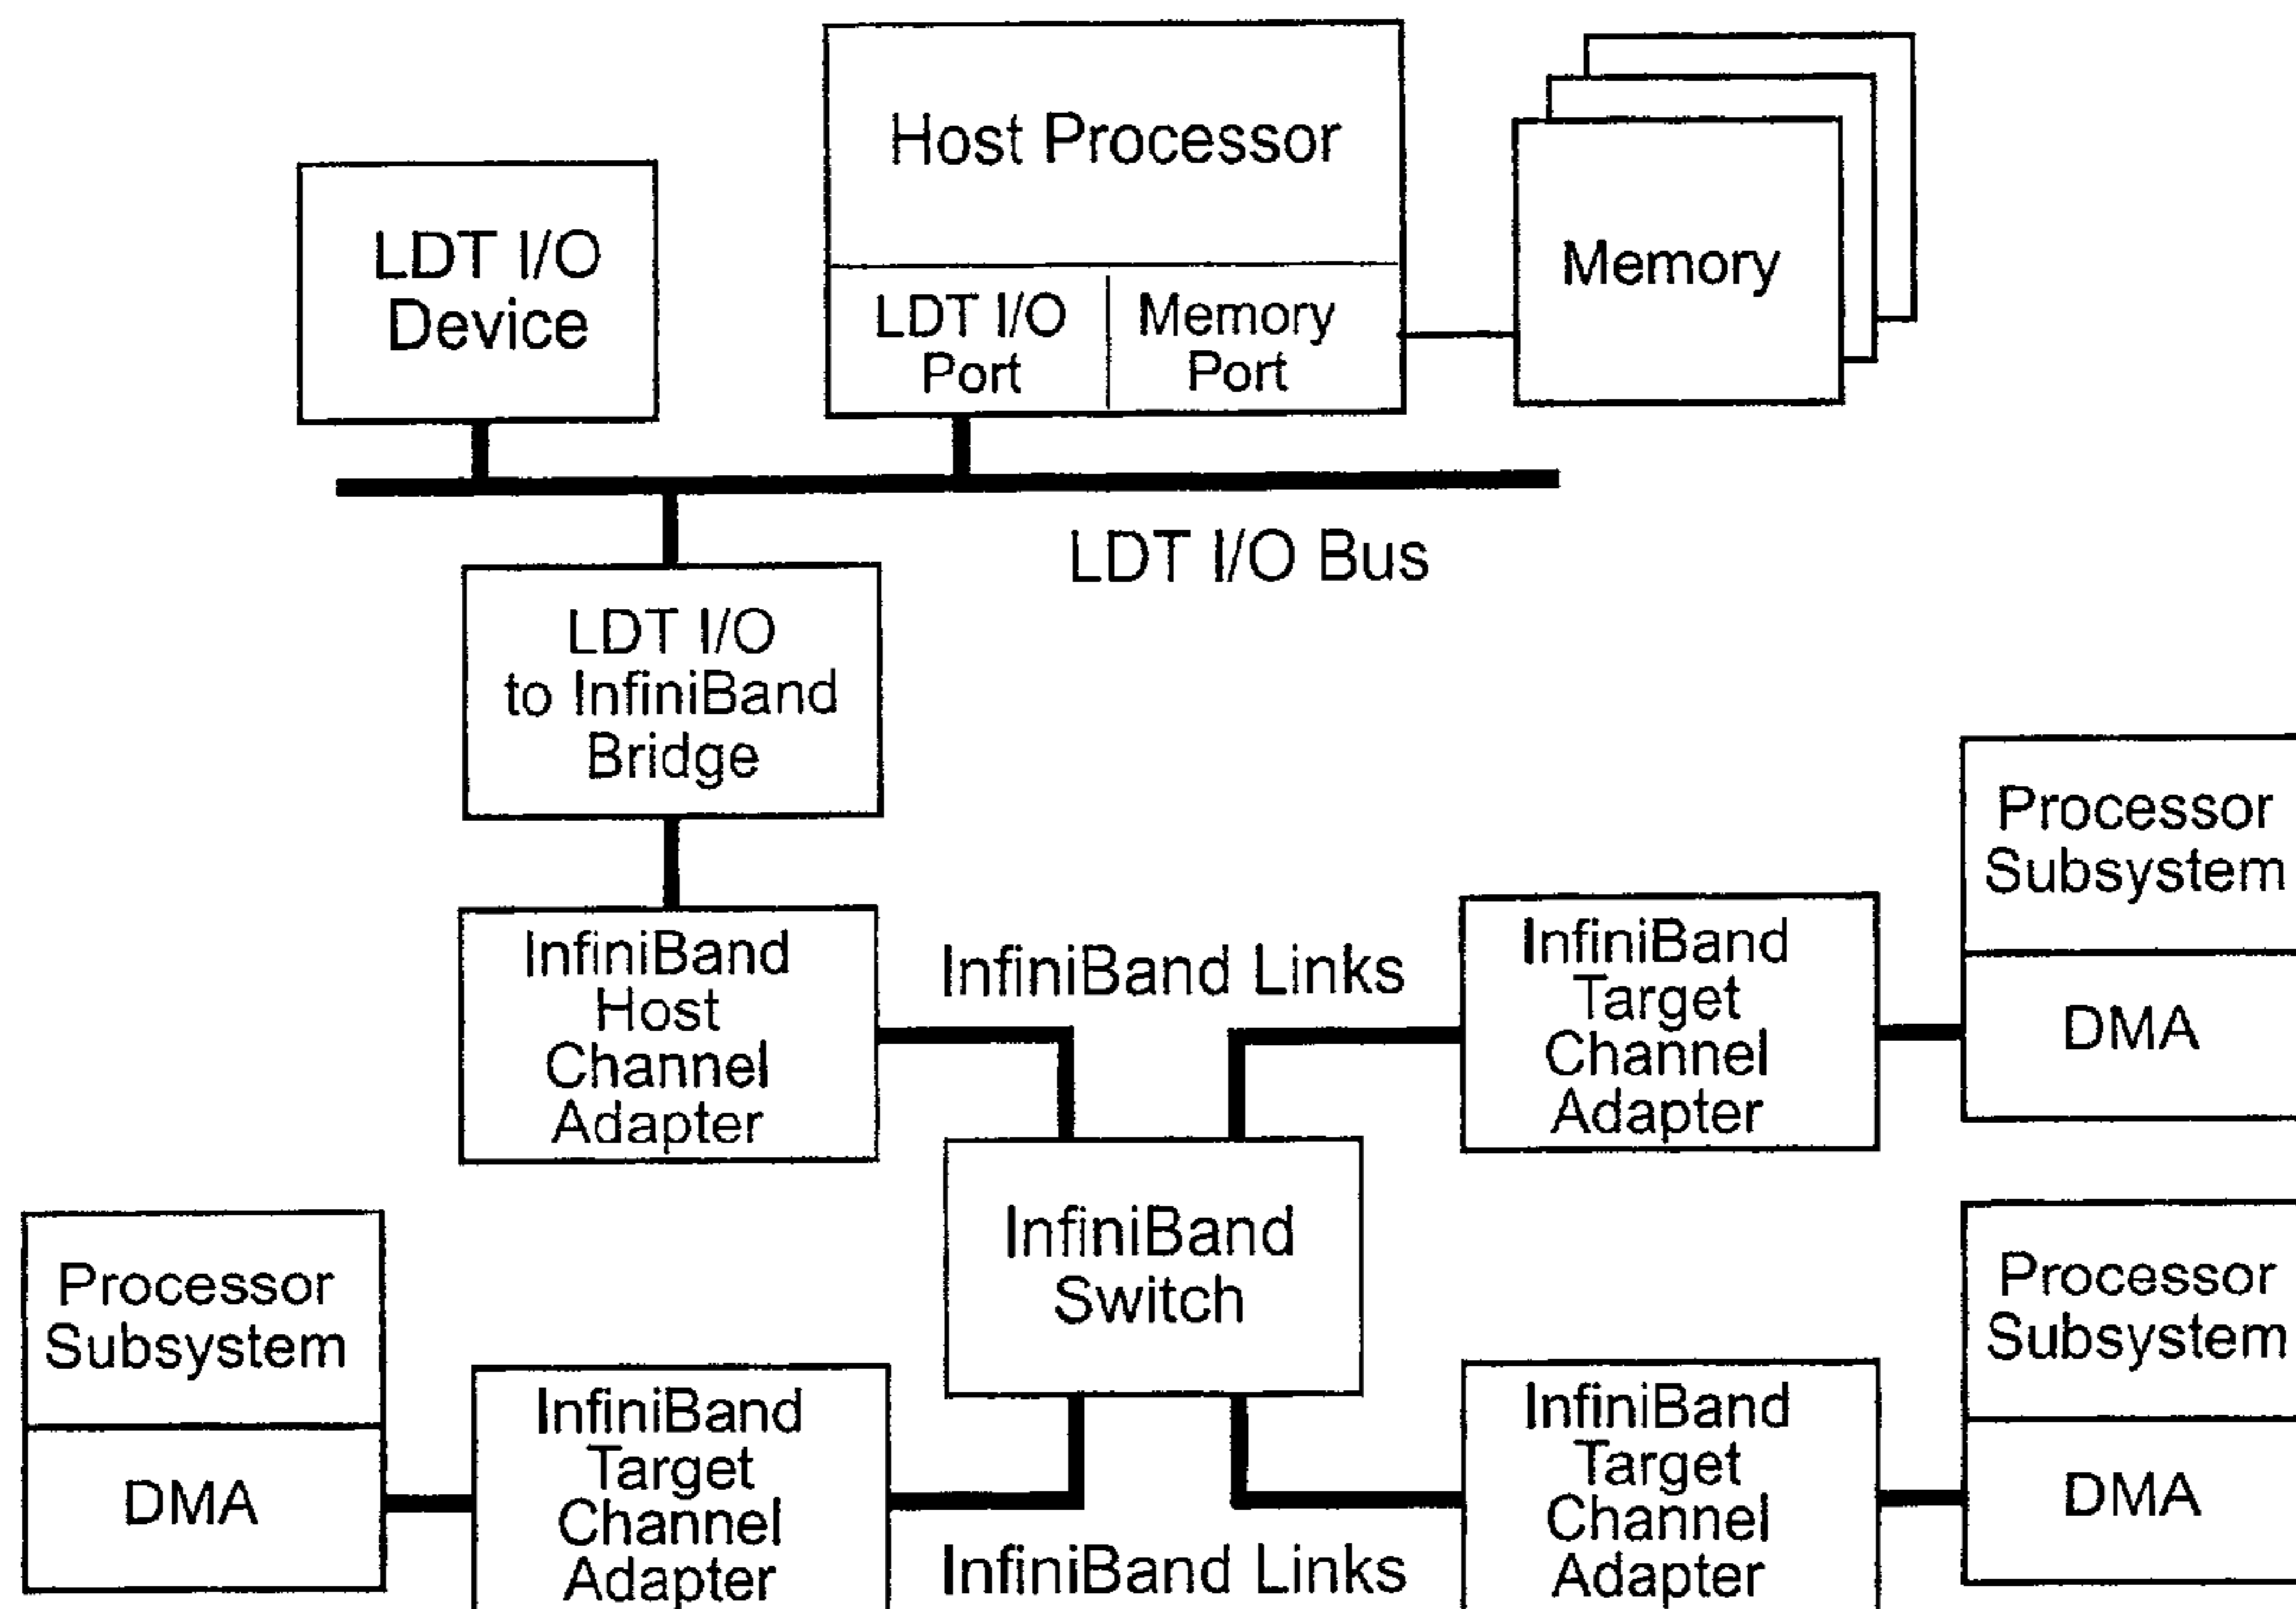 Host Processor
LDT I/O
Port
Memory
Port
Memory
LDT I/O
Device
LDT I/O Bus
LDT I/O
to InfiniBand
Bridge
InfiniBand
Host
Channel
Adapter
InfiniBand Links
InfiniBand
Target
Channel
Adapter
Processor
Subsystem
DMA
InfiniBand
Switch
Processor
Subsystem
DMA
InfiniBand
Target
Channel
Adapter
InfiniBand Links
InfiniBand
Target
Channel
Adapter
Processor
Subsystem
DMA